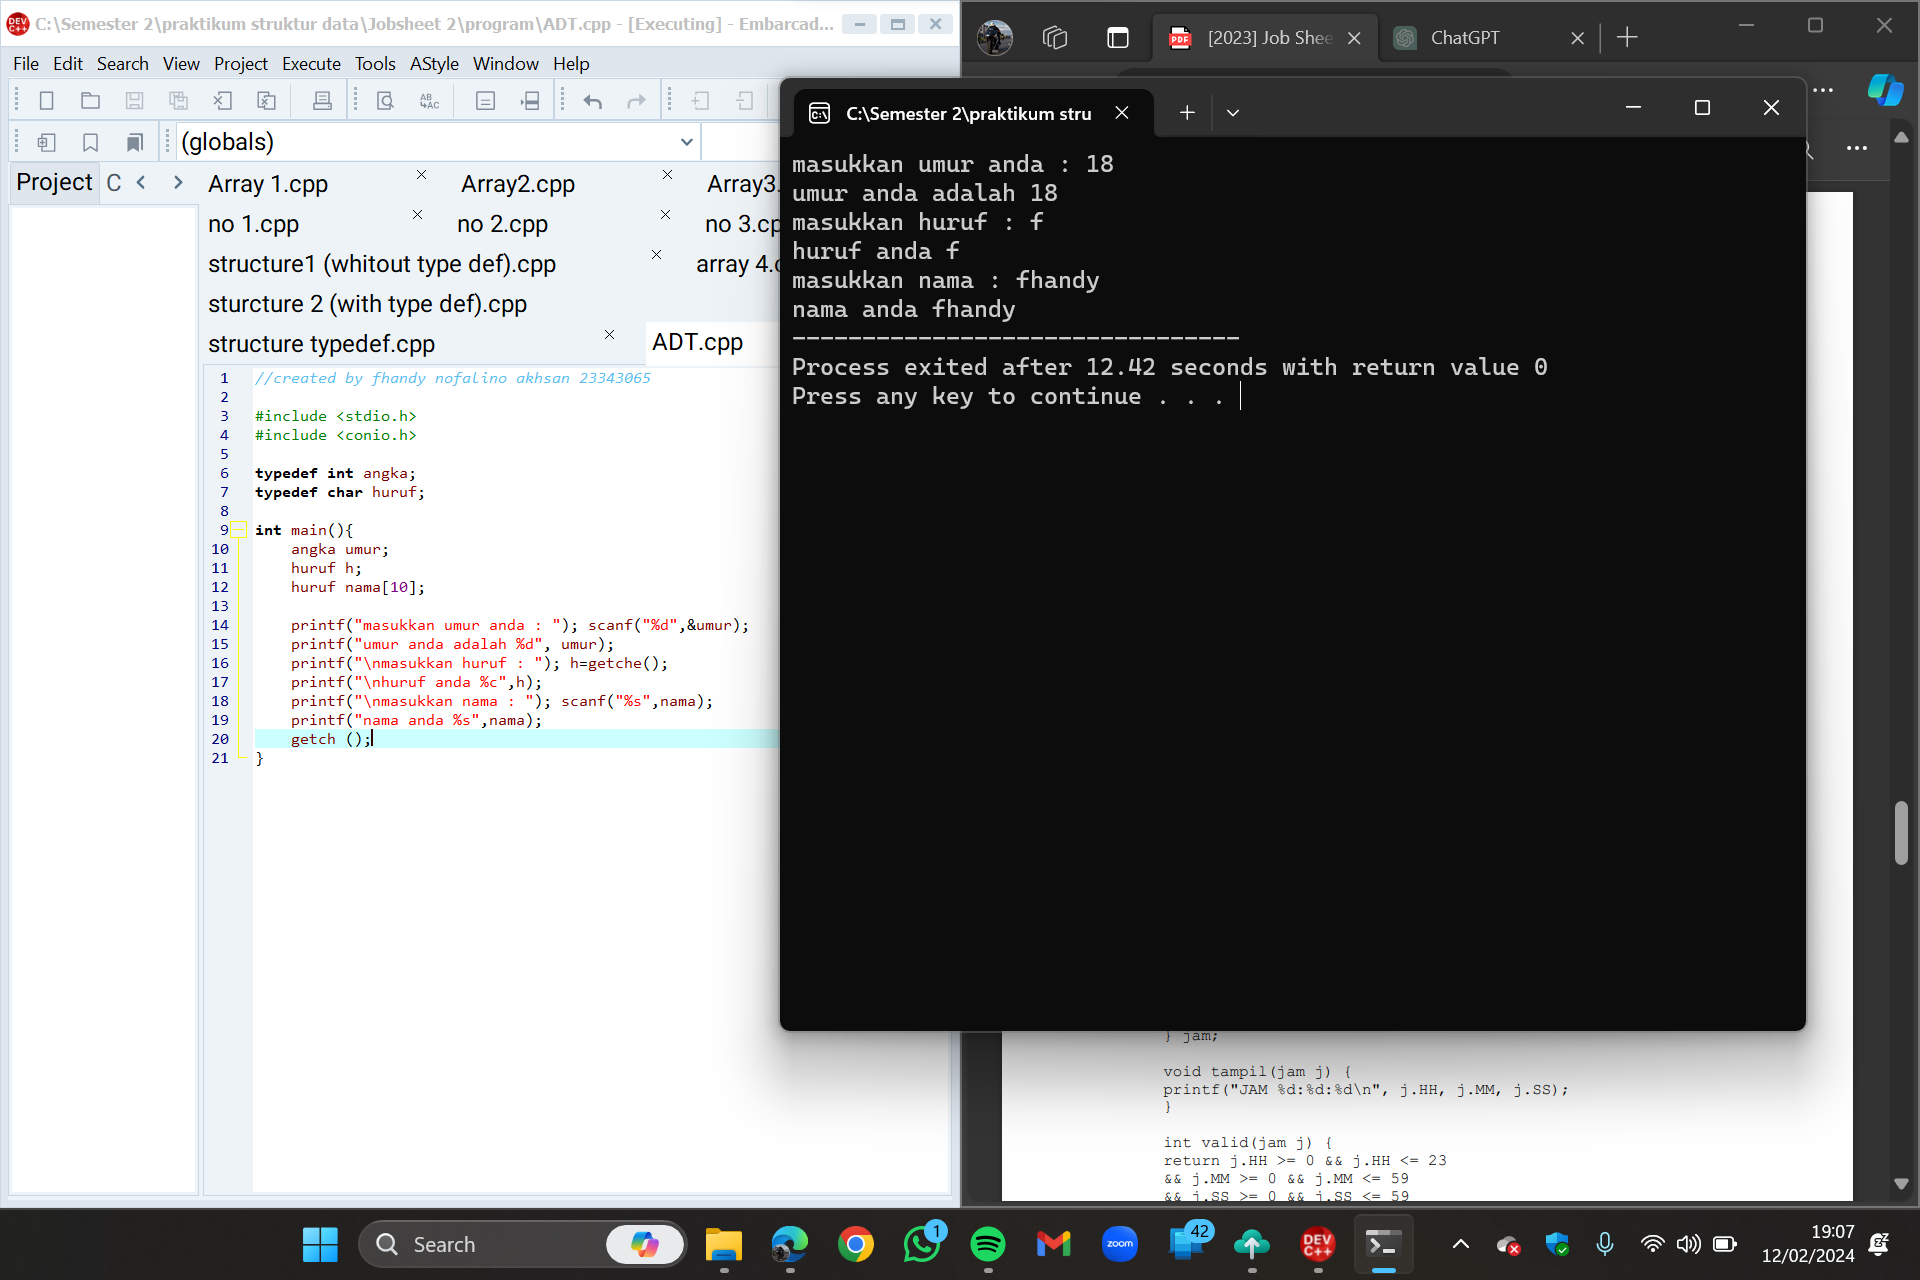 C:\Semester 2\praktikum struktur data\Jobsheet 2\program\ADT.cpp - [Executing] - Embarcad...
File Edit Search View Project Execute Tools AStyle Window Help
(globals)
Project C
Array 1.cpp Array2.cpp Array3.
no 1.cpp no 2.cpp no 3.cp
structure1 (whitout type def).cpp array 4.c
sturcture 2 (with type def).cpp
structure typedef.cpp ADT.cpp
1 //created by fhandy nofalino akhsan 23343065
2
3 #include <stdio.h>
4 #include <conio.h>
5
6 typedef int angka;
7 typedef char huruf;
8
9 int main(){
10 angka umur;
11 huruf h;
12 huruf nama[10];
13
14 printf("masukkan umur anda : "); scanf("%d",&umur);
15 printf("umur anda adalah %d", umur);
16 printf("\nmasukkan huruf : "); h=getche();
17 printf("\nhuruf anda %c",h);
18 printf("\nmasukkan nama : "); scanf("%s",nama);
19 printf("nama anda %s",nama);
20 getch ();
21 }
[2023] Job Shee
ChatGPT
C:\Semester 2\praktikum stru
masukkan umur anda : 18
umur anda adalah 18
masukkan huruf : f
huruf anda f
masukkan nama : fhandy
nama anda fhandy
--------------------------------
Process exited after 12.42 seconds with return value 0
Press any key to continue . . .
} jam;
void tampil(jam j) {
printf("JAM %d:%d:%d\n", j.HH, j.MM, j.SS);
}
int valid(jam j) {
return j.HH >= 0 && j.HH <= 23
&& j.MM >= 0 && j.MM <= 59
&& j.SS >= 0 && j.SS <= 59
Search
1
zoom
42
DEV C++
19:07
12/02/2024